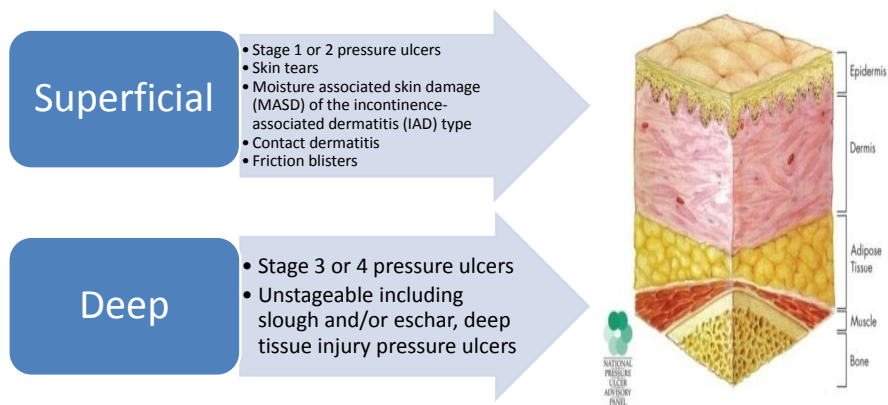 Superficial
• Stage 1 or 2 pressure ulcers
• Skin tears
• Moisture associated skin damage
(MASD) of the incontinence-
associated dermatitis (IAD) type
• Contact dermatitis
• Friction blisters
Deep
• Stage 3 or 4 pressure ulcers
• Unstageable including
slough and/or eschar, deep
tissue injury pressure ulcers
Epidermis
Dermis
Adipose
Tissue
Muscle
Bone
NATIONAL
PRESSURE
ULCER
ADVISORY
PANEL